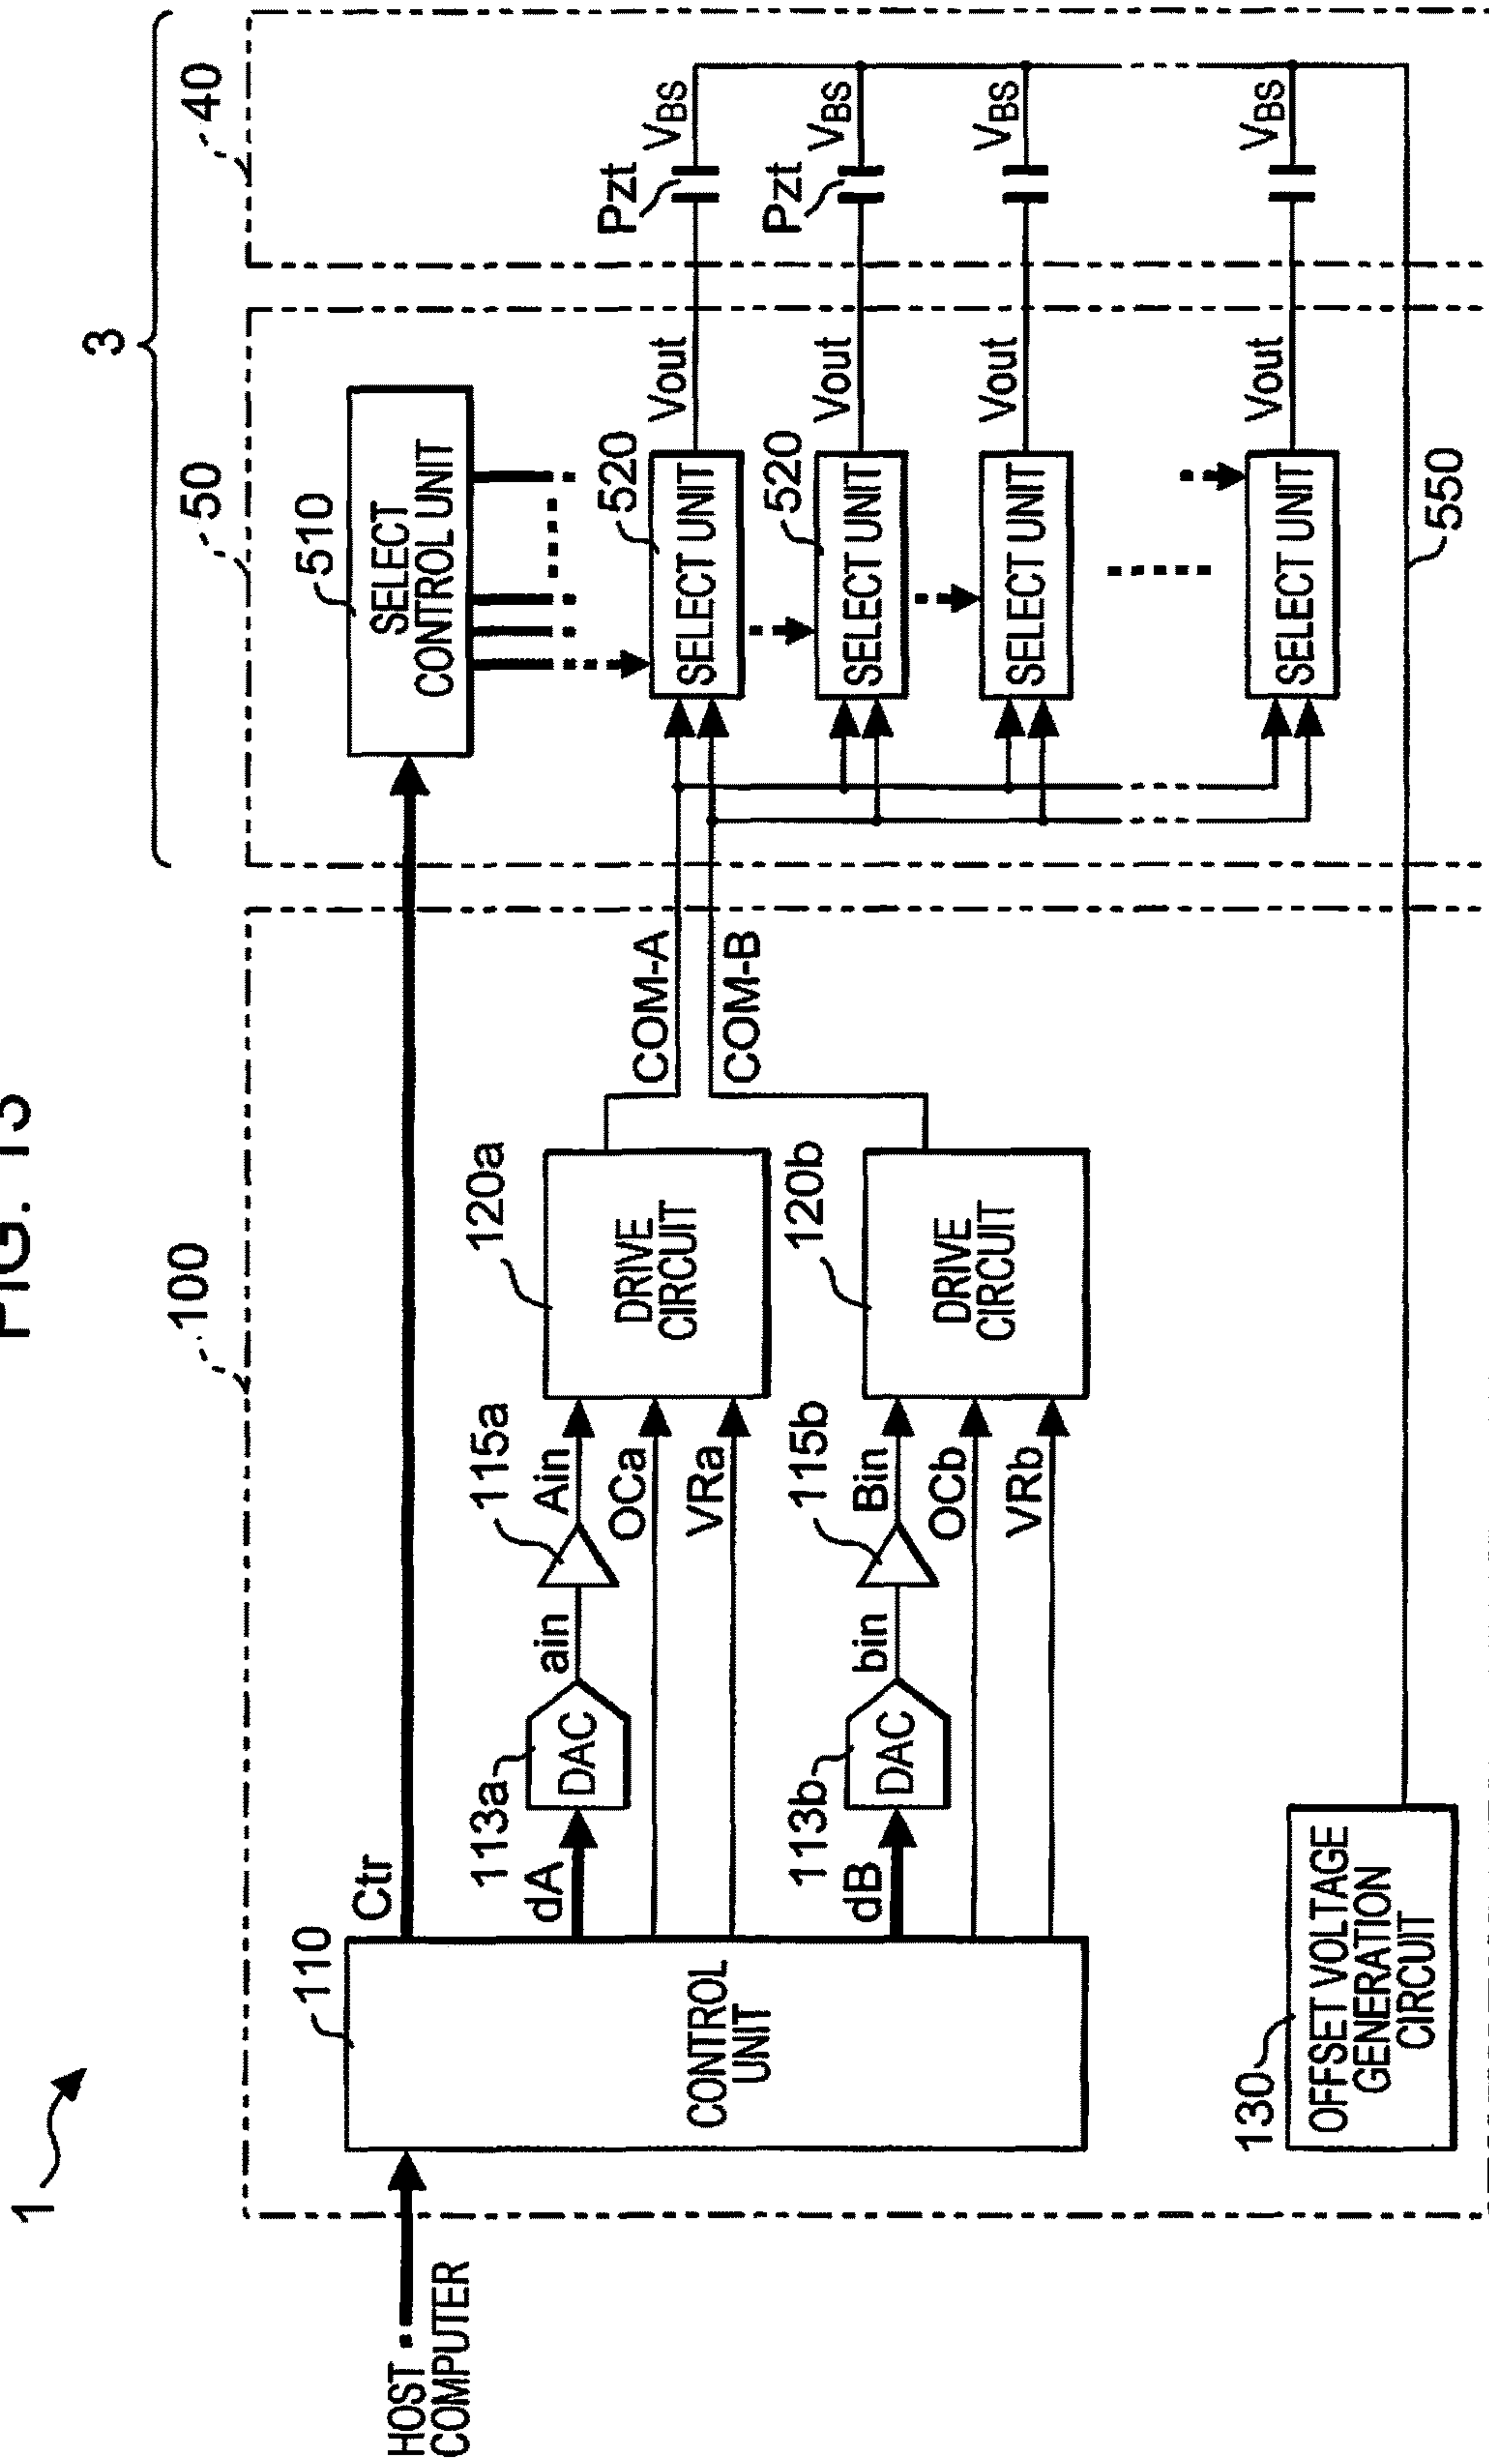 1
3
100
50
40
HOST
COMPUTER
110
CONTROL
UNIT
Ctr
510
SELECT
CONTROL UNIT
dA
113a
DAC
ain
115a
Ain
OCa
VRa
120a
DRIVE
CIRCUIT
COM-A
COM-B
dB
113b
DAC
bin
115b
Bin
OCb
VRb
120b
DRIVE
CIRCUIT
520
SELECT UNIT
Vout
Pzt
VBS
520
SELECT UNIT
Vout
Pzt
VBS
SELECT UNIT
Vout
VBS
SELECT UNIT
Vout
VBS
130
OFFSET VOLTAGE
GENERATION
CIRCUIT
550